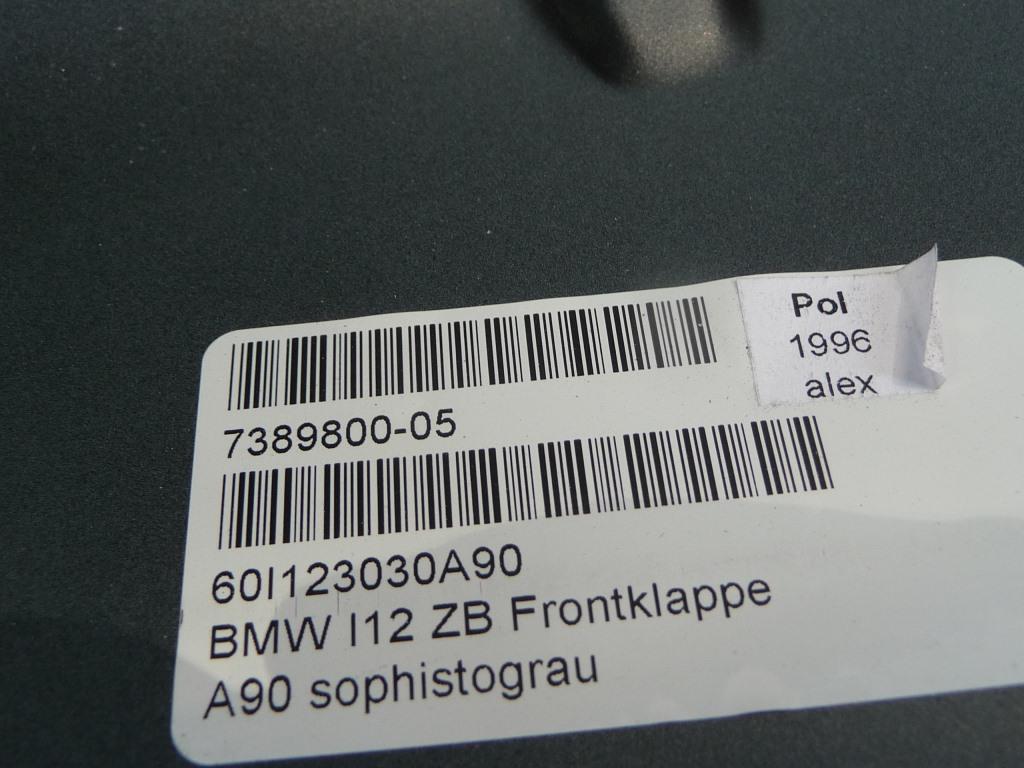 Pol
1996
alex
7389800-05
60I123030A90
BMW I12 ZB Frontklappe
A90 sophistograu